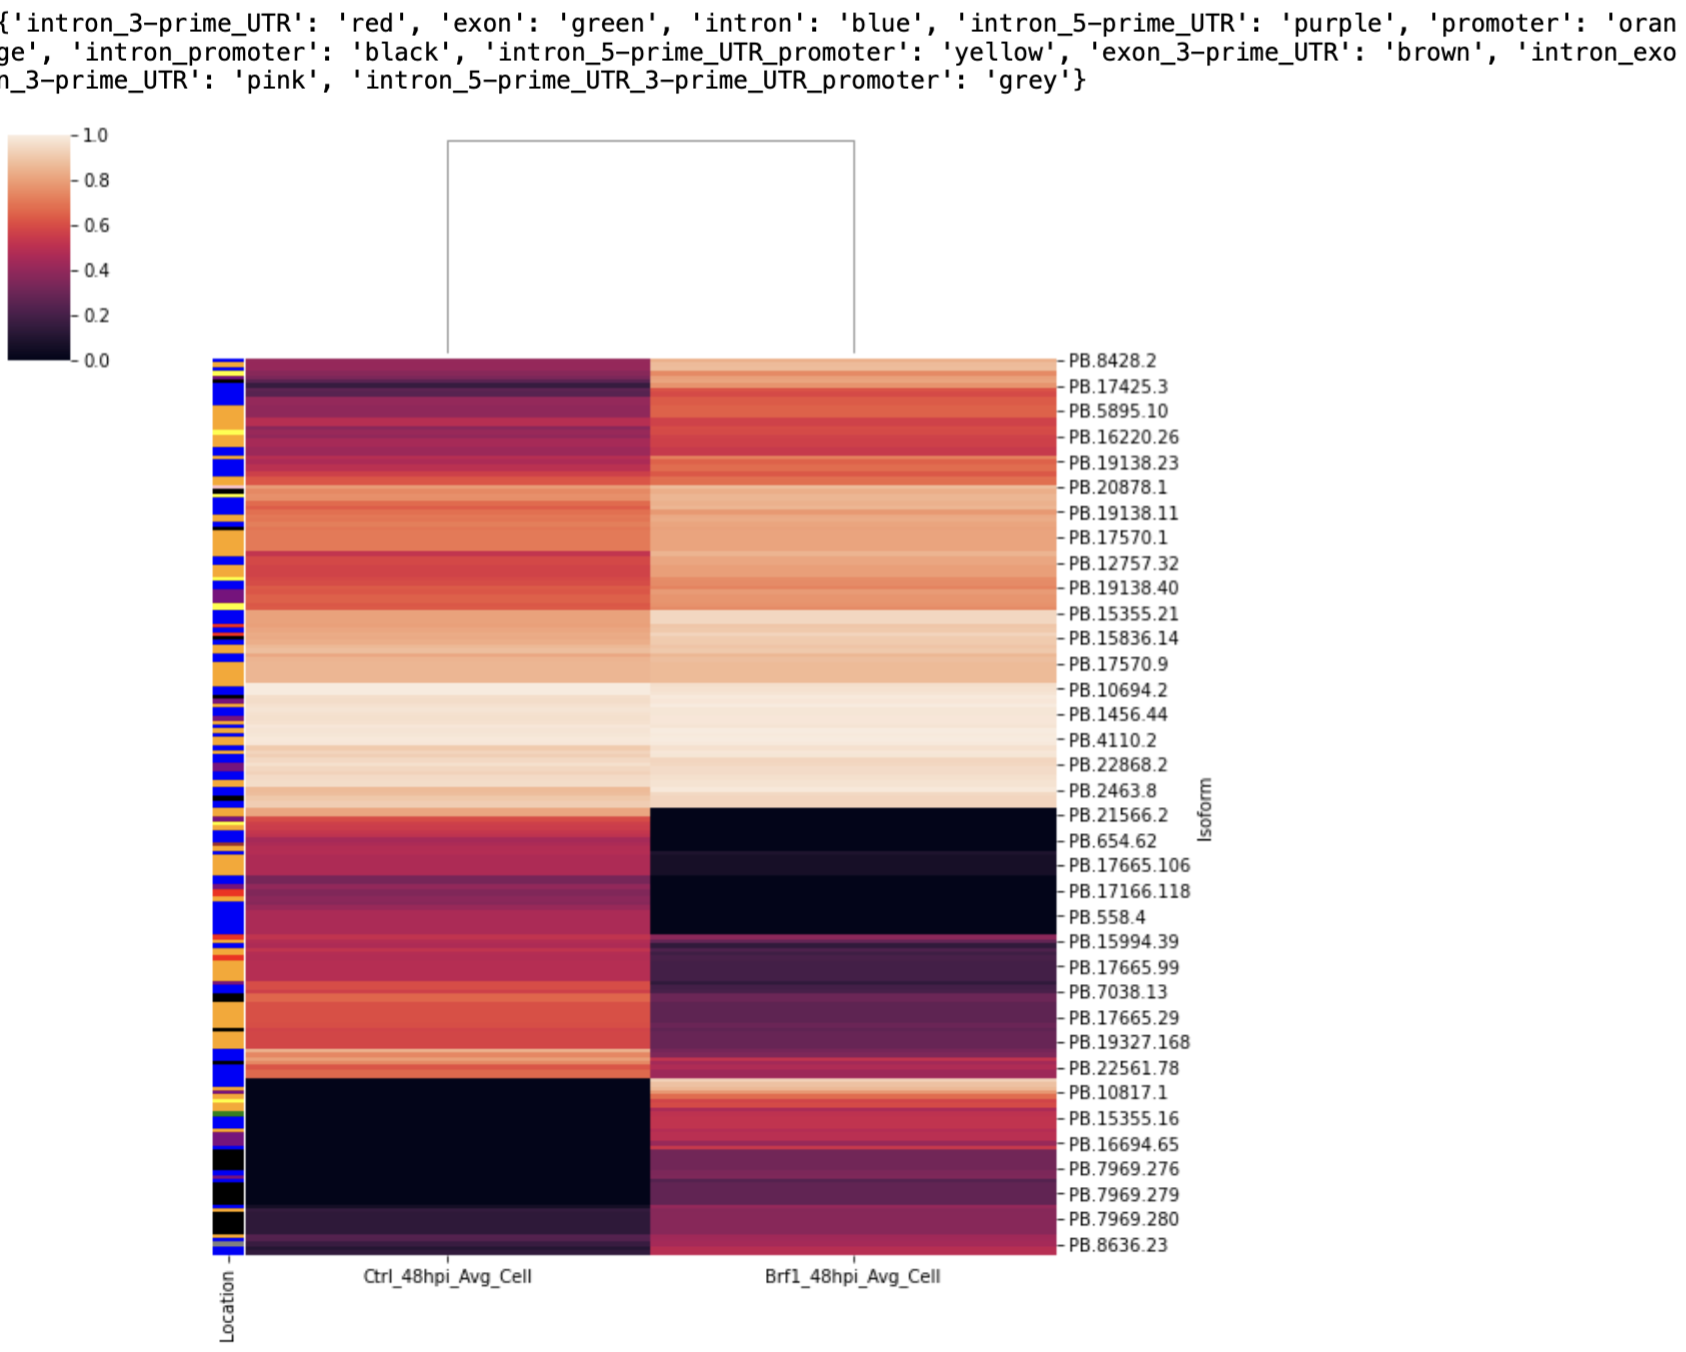 {'intron_3-prime_UTR': 'red', 'exon': 'green', 'intron': 'blue', 'intron_5-prime_UTR': 'purple', 'promoter': 'oran
ge', 'intron_promoter': 'black', 'intron_5-prime_UTR_promoter': 'yellow', 'exon_3-prime_UTR': 'brown', 'intron_exo
n_3-prime_UTR': 'pink', 'intron_5-prime_UTR_3-prime_UTR_promoter': 'grey'}
1.0
0.8
0.6
0.4
0.2
0.0
PB.8428.2
PB.17425.3
PB.5895.10
PB.16220.26
PB.19138.23
PB.20878.1
PB.19138.11
PB.17570.1
PB.12757.32
PB.19138.40
PB.15355.21
PB.15836.14
PB.17570.9
PB.10694.2
PB.1456.44
PB.4110.2
PB.22868.2
PB.2463.8
PB.21566.2
PB.654.62
PB.17665.106
PB.17166.118
PB.558.4
PB.15994.39
PB.17665.99
PB.7038.13
PB.17665.29
PB.19327.168
PB.22561.78
PB.10817.1
PB.15355.16
PB.16694.65
PB.7969.276
PB.7969.279
PB.7969.280
PB.8636.23
Isoform
Location
Ctrl_48hpi_Avg_Cell
Brf1_48hpi_Avg_Cell